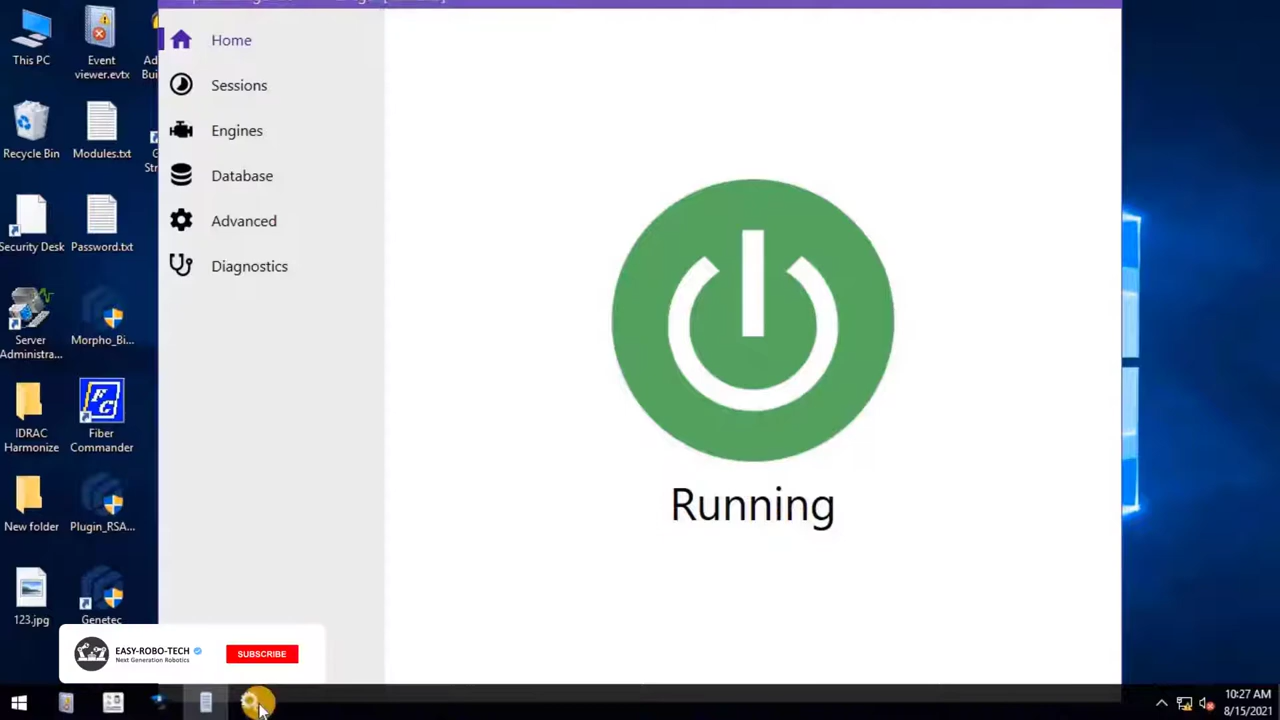 This PC
Event
viewer.evtx
Recycle Bin
Modules.txt
Security Desk
Password.txt
Server
Administra...
Morpho_Bi...
IDRAC
Harmonize
Fiber
Commander
New folder
Plugin_RSA...
123.jpg
Genetec
Home
Sessions
Engines
Database
Advanced
Diagnostics
Running
EASY-ROBO-TECH
Next Generation Robotics
SUBSCRIBE
10:27 AM
8/15/2021